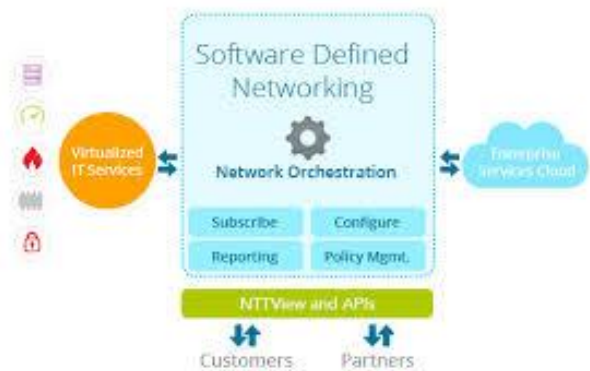 Software Defined
Networking
Virtualized
IT Services
Network Orchestration
Enterprise
Services Cloud
Subscribe
Configure
Reporting
Policy Mgmt.
NTTView and APIs
Customers
Partners